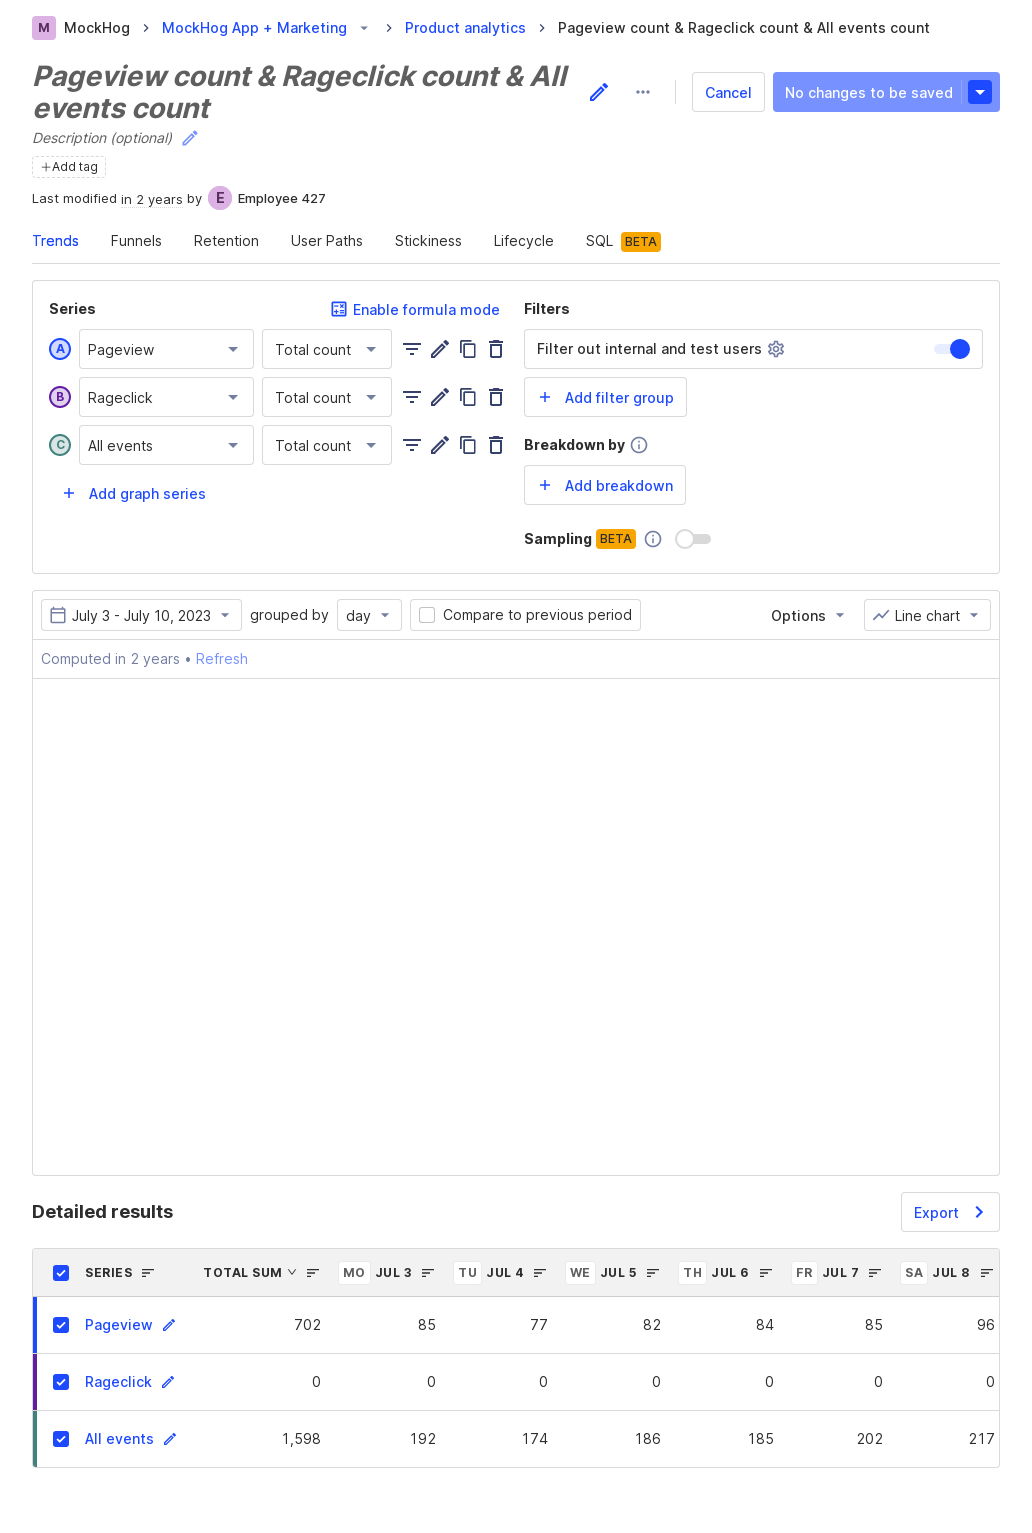 M MockHog > MockHog App + Marketing > Product analytics > Pageview count & Rageclick count & All events count
Pageview count & Rageclick count & All
events count
Cancel
No changes to be saved
Description (optional)
+Add tag
Last modified in 2 years by E Employee 427
Trends Funnels Retention User Paths Stickiness Lifecycle SQL BETA
Series
Enable formula mode
A Pageview Total count
B Rageclick Total count
C All events Total count
+ Add graph series
Filters
Filter out internal and test users
+ Add filter group
Breakdown by
+ Add breakdown
Sampling BETA
July 3 - July 10, 2023 grouped by day Compare to previous period Options Line chart
Computed in 2 years • Refresh
Detailed results
Export
SERIES TOTAL SUM MO JUL 3 TU JUL 4 WE JUL 5 TH JUL 6 FR JUL 7 SA JUL 8
Pageview 702 85 77 82 84 85 96
Rageclick 0 0 0 0 0 0 0
All events 1,598 192 174 186 185 202 217